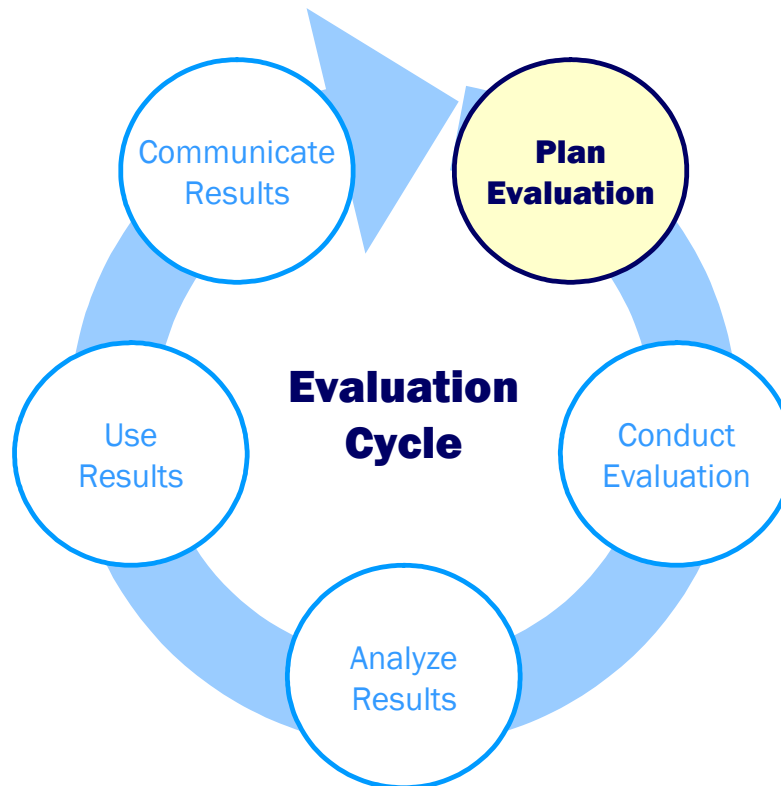 Communicate
Results
Plan
Evaluation
Evaluation
Cycle
Use
Results
Conduct
Evaluation
Analyze
Results